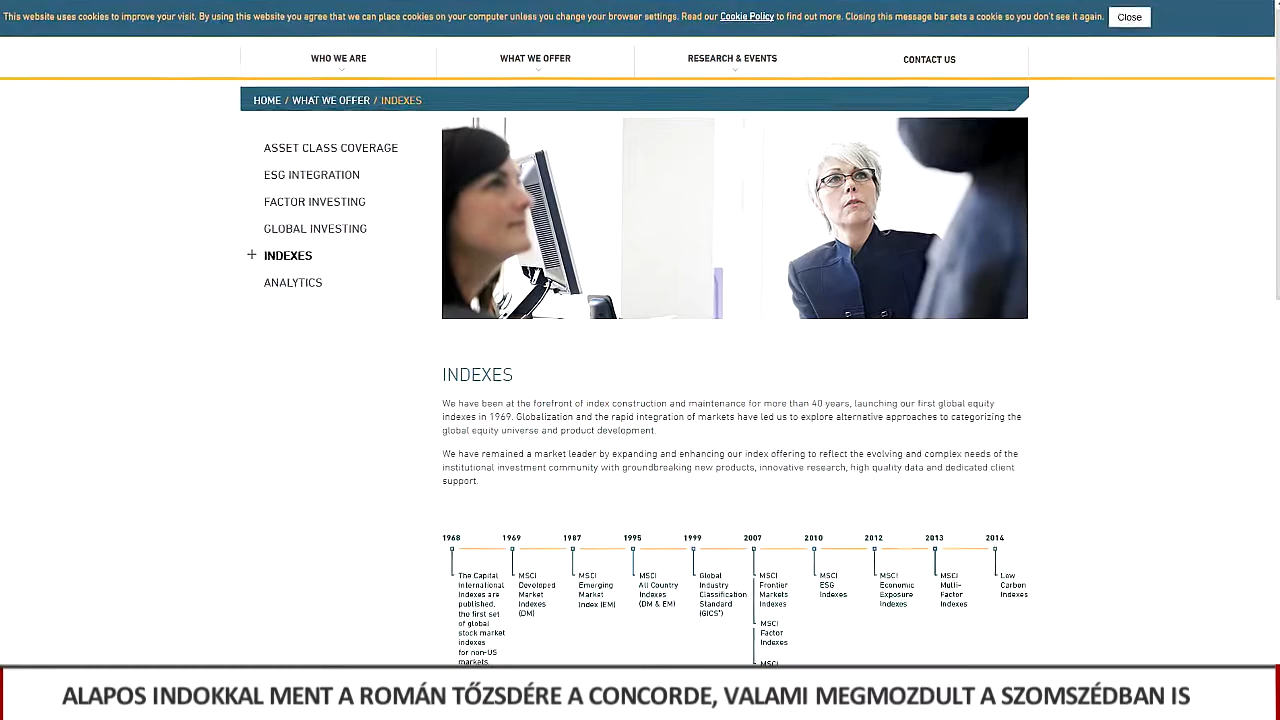 This website uses cookies to improve your visit. By using this website you agree that we can place cookies on your computer unless you change your browser settings. Read our Cookie Policy to find out more. Closing this message bar sets a cookie so you don't see it again. Close
WHO WE ARE WHAT WE OFFER RESEARCH & EVENTS CONTACT US
HOME / WHAT WE OFFER / INDEXES
ASSET CLASS COVERAGE
ESG INTEGRATION
FACTOR INVESTING
GLOBAL INVESTING
+ INDEXES
ANALYTICS
INDEXES
We have been at the forefront of index construction and maintenance for more than 40 years, launching our first global equity
indexes in 1969. Globalization and the rapid integration of markets have led us to explore alternative approaches to categorizing the
global equity universe and product development.
We have remained a market leader by expanding and enhancing our index offering to reflect the evolving and complex needs of the
institutional investment community with groundbreaking new products, innovative research, high quality data and dedicated client
support.
1968 1969 1987 1995 1999 2007 2010 2012 2013 2014
The Capital
International
Indexes are
published,
the first set
of global
stock market
indexes
for non-US
markets.
MSCI
Developed
Market
Indexes
(DM)
MSCI
Emerging
Market
Index (EM)
MSCI
All Country
Indexes
(DM & EM)
Global
Industry
Classification
Standard
(GICS®)
MSCI
Frontier
Markets
Indexes
MSCI
Factor
Indexes
MSCI
MSCI
ESG
Indexes
MSCI
Economic
Exposure
Indexes
MSCI
Multi-
Factor
Indexes
Low
Carbon
Indexes
ALAPOS INDOKKAL MENT A ROMÁN TŐZSDÉRE A CONCORDE, VALAMI MEGMOZDULT A SZOMSZÉDBAN IS